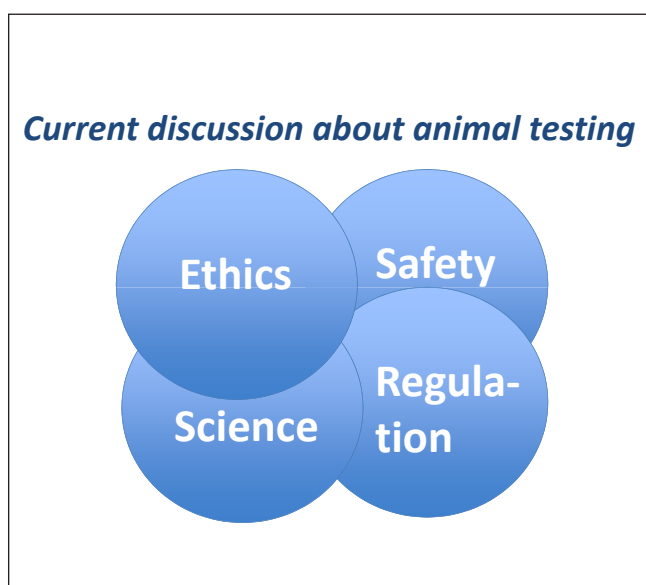 Current discussion about animal testing
Ethics
Safety
Science
Regula-
tion